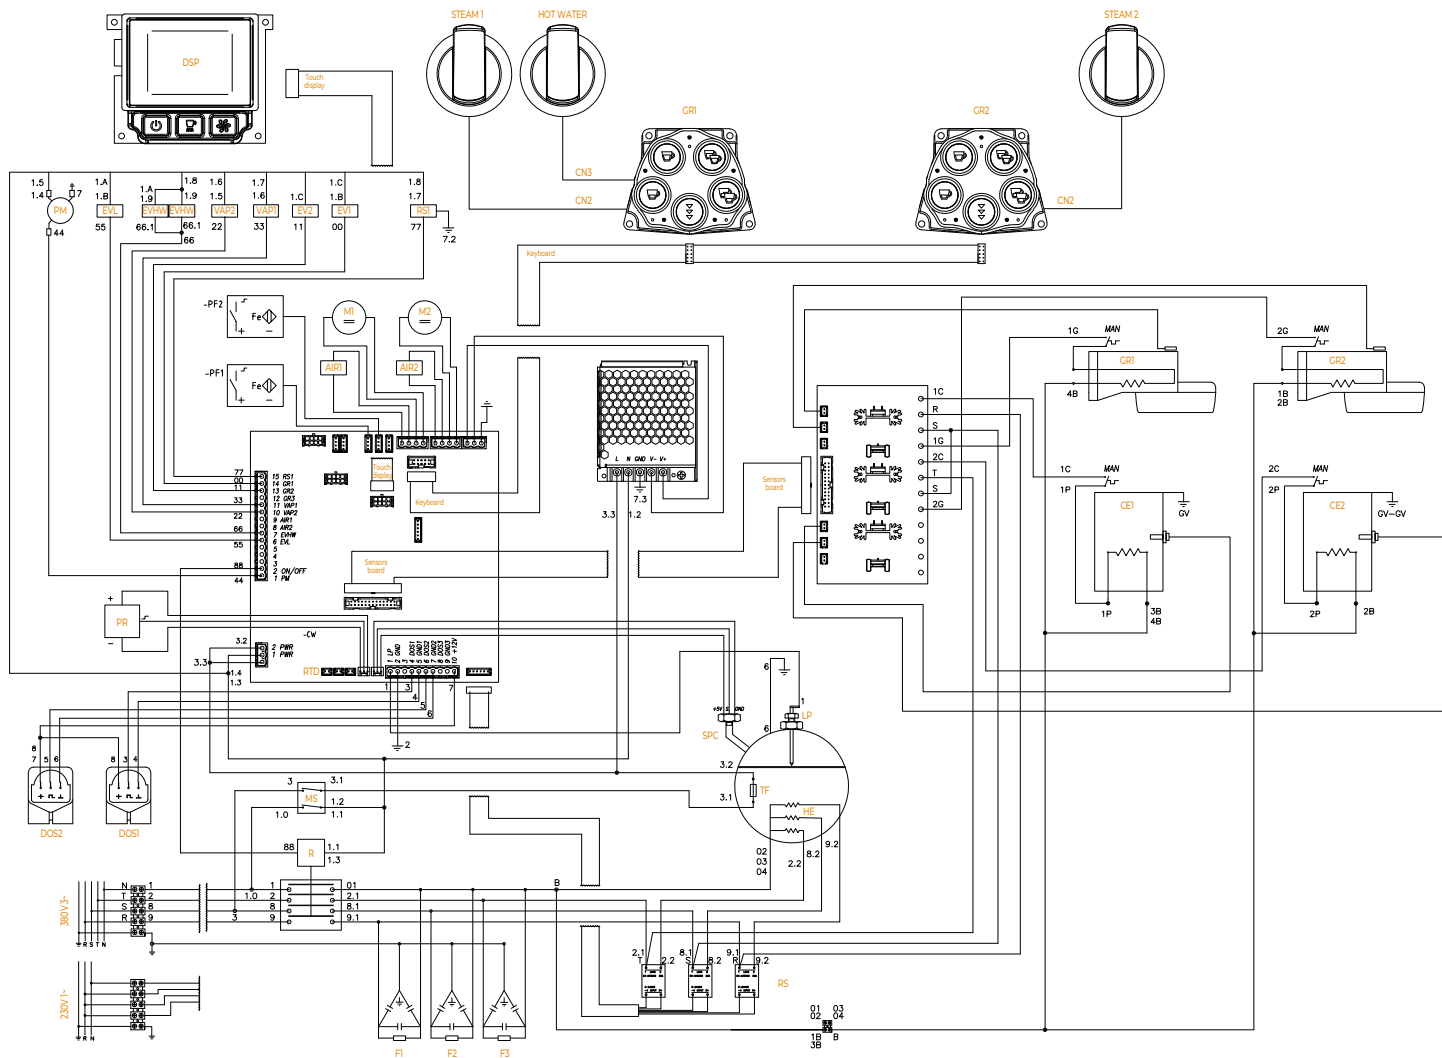 STEAM 1
HOT WATER
STEAM 2
DSP
Touch
display
GR1
GR2
CN3
CN2
CN2
1.5
1.4
7
PM
44
1.A
1.B
EVL
55
1.A
1.9
EVHW
66.1
1.8
1.9
EVHW
66.1
66
1.6
1.5
VAP2
22
1.7
1.6
VAP1
33
1.C
EV2
11
1.C
1.B
EV1
00
1.8
1.7
RS1
77
7.2
Keyboard
-PF2
Fe
+
-
M1
M2
-PF1
Fe
+
-
AIR1
AIR2
L N GND V- V+
3.3
7.3
1.2
1C
R
S
1G
2C
T
S
2G
1G
MAN
GR1
4B
2G
MAN
GR2
1B
2B
1C
MAN
1P
CE1
GV
1P
3B
4B
2C
MAN
2P
CE2
GV-GV
2P
2B
Touch
display
Keyboard
Sensors
board
Sensors
board
77
00
11
33
22
66
55
88
44
15 RS1
14 GR1
13 GR2
12 GR3
11 VAP1
10 VAP2
9 AIR1
8 AIR2
7 EVHW
6 EVL
5
4
3
2 ON/OFF
1 PM
+
PR
-
-CW
3.2
2 PWR
1 PWR
3.3
1.4
1.3
RTD
1 LP
2 GND
3
4 DOS1
5 GND1
6 DOS2
7 GND2
8 DOS3
9 GND3
10 +12V
1
3
4
5
6
7
2
6
6
1
+5V S GND
SPC
LP
3.2
3.1
TF
HE
02
03
04
2.2
8.2
9.2
8
7 5 6
DOS2
8 3 4
DOS1
3
3.1
MS
1.2
1.0
1.1
88
R
1.1
1.3
380V3~
N 1
T 2
S 8
R 9
R S T N
1.0
3
1
2
8
9
01
2.1
8.1
9.1
B
230V1~
R N
F1
F2
F3
2.1
T
2.2
8.1
S
8.2
9.1
R
9.2
RS
01 03
02 04
1B B
3B